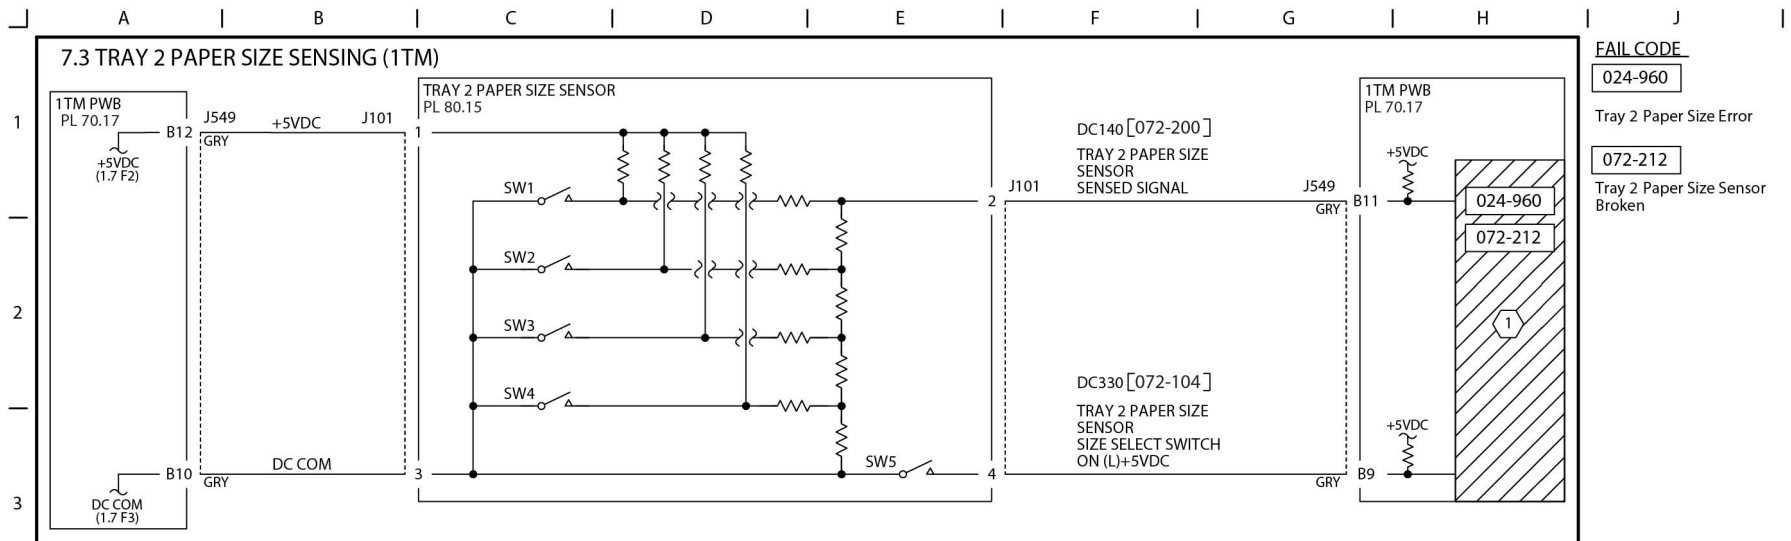 A B C D E F G H J
7.3 TRAY 2 PAPER SIZE SENSING (1TM)
FAIL CODE
024-960
Tray 2 Paper Size Error
072-212
Tray 2 Paper Size Sensor
Broken
1
2
3
1TM PWB
PL 70.17
B12
+5VDC
(1.7 F2)
B10
DC COM
(1.7 F3)
J549
+5VDC
J101
GRY
DC COM
GRY
TRAY 2 PAPER SIZE SENSOR
PL 80.15
1
SW1
2
SW2
SW3
SW4
SW5
3
4
DC140 [072-200]
TRAY 2 PAPER SIZE
SENSOR
SENSED SIGNAL
J101
J549
GRY
DC330 [072-104]
TRAY 2 PAPER SIZE
SENSOR
SIZE SELECT SWITCH
ON (L)+5VDC
GRY
1TM PWB
PL 70.17
+5VDC
B11
024-960
072-212
1
+5VDC
B9